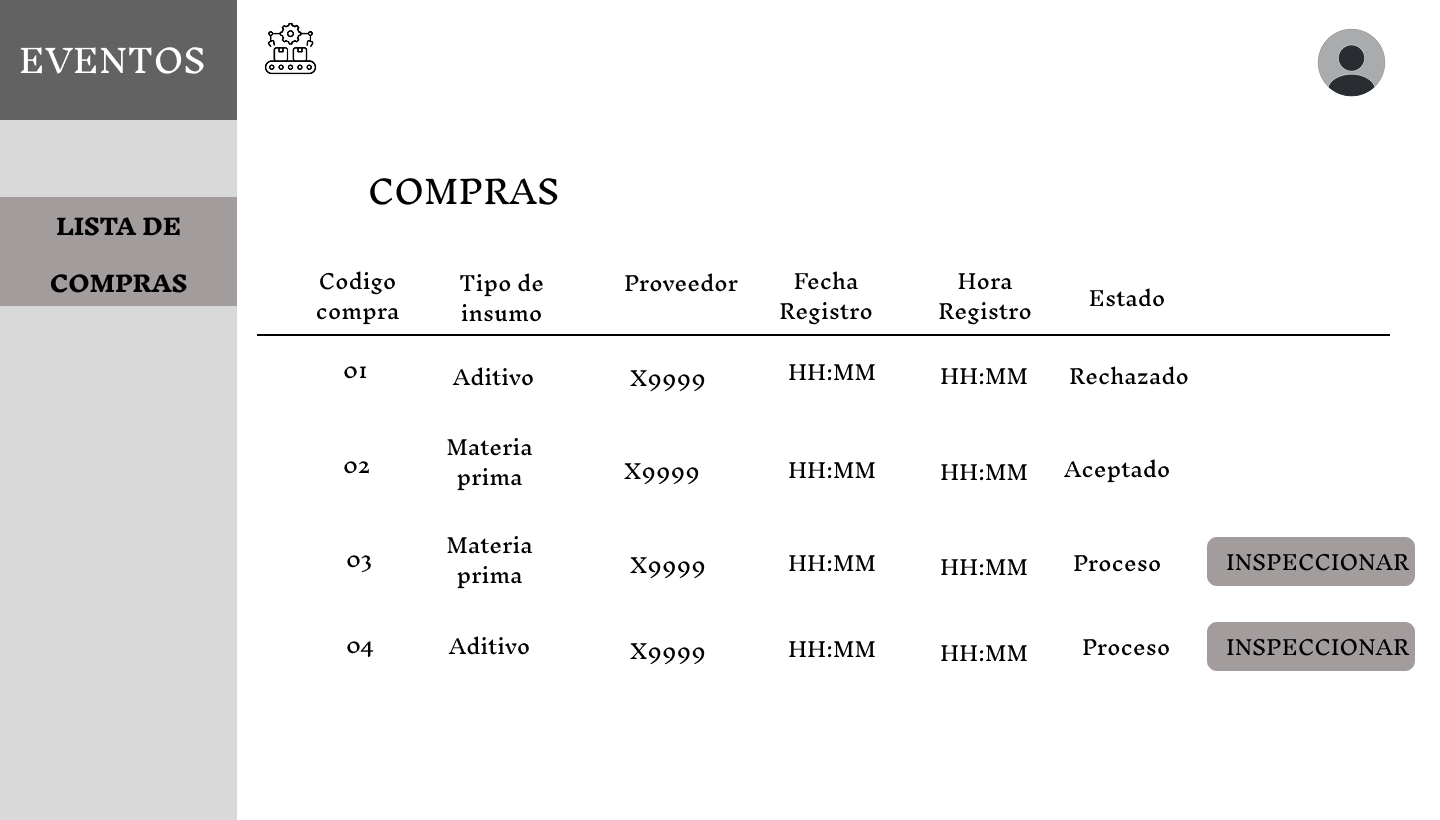 EVENTOS
LISTA DE
COMPRAS
COMPRAS
Codigo compra Tipo de insumo Proveedor Fecha Registro Hora Registro Estado
01 Aditivo X9999 HH:MM HH:MM Rechazado
02 Materia prima X9999 HH:MM HH:MM Aceptado
03 Materia prima X9999 HH:MM HH:MM Proceso INSPECCIONAR
04 Aditivo X9999 HH:MM HH:MM Proceso INSPECCIONAR